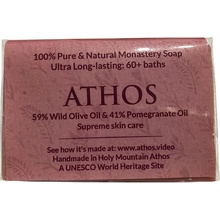 100% Pure & Natural Monastery Soap
Ultra Long-lasting: 60+ baths
ATHOS
59% Wild Olive Oil & 41% Pomegranate Oil
Supreme skin care
See how it's made at: www.athos.video
Handmade in Holy Mountain Athos
A UNESCO World Heritage Site